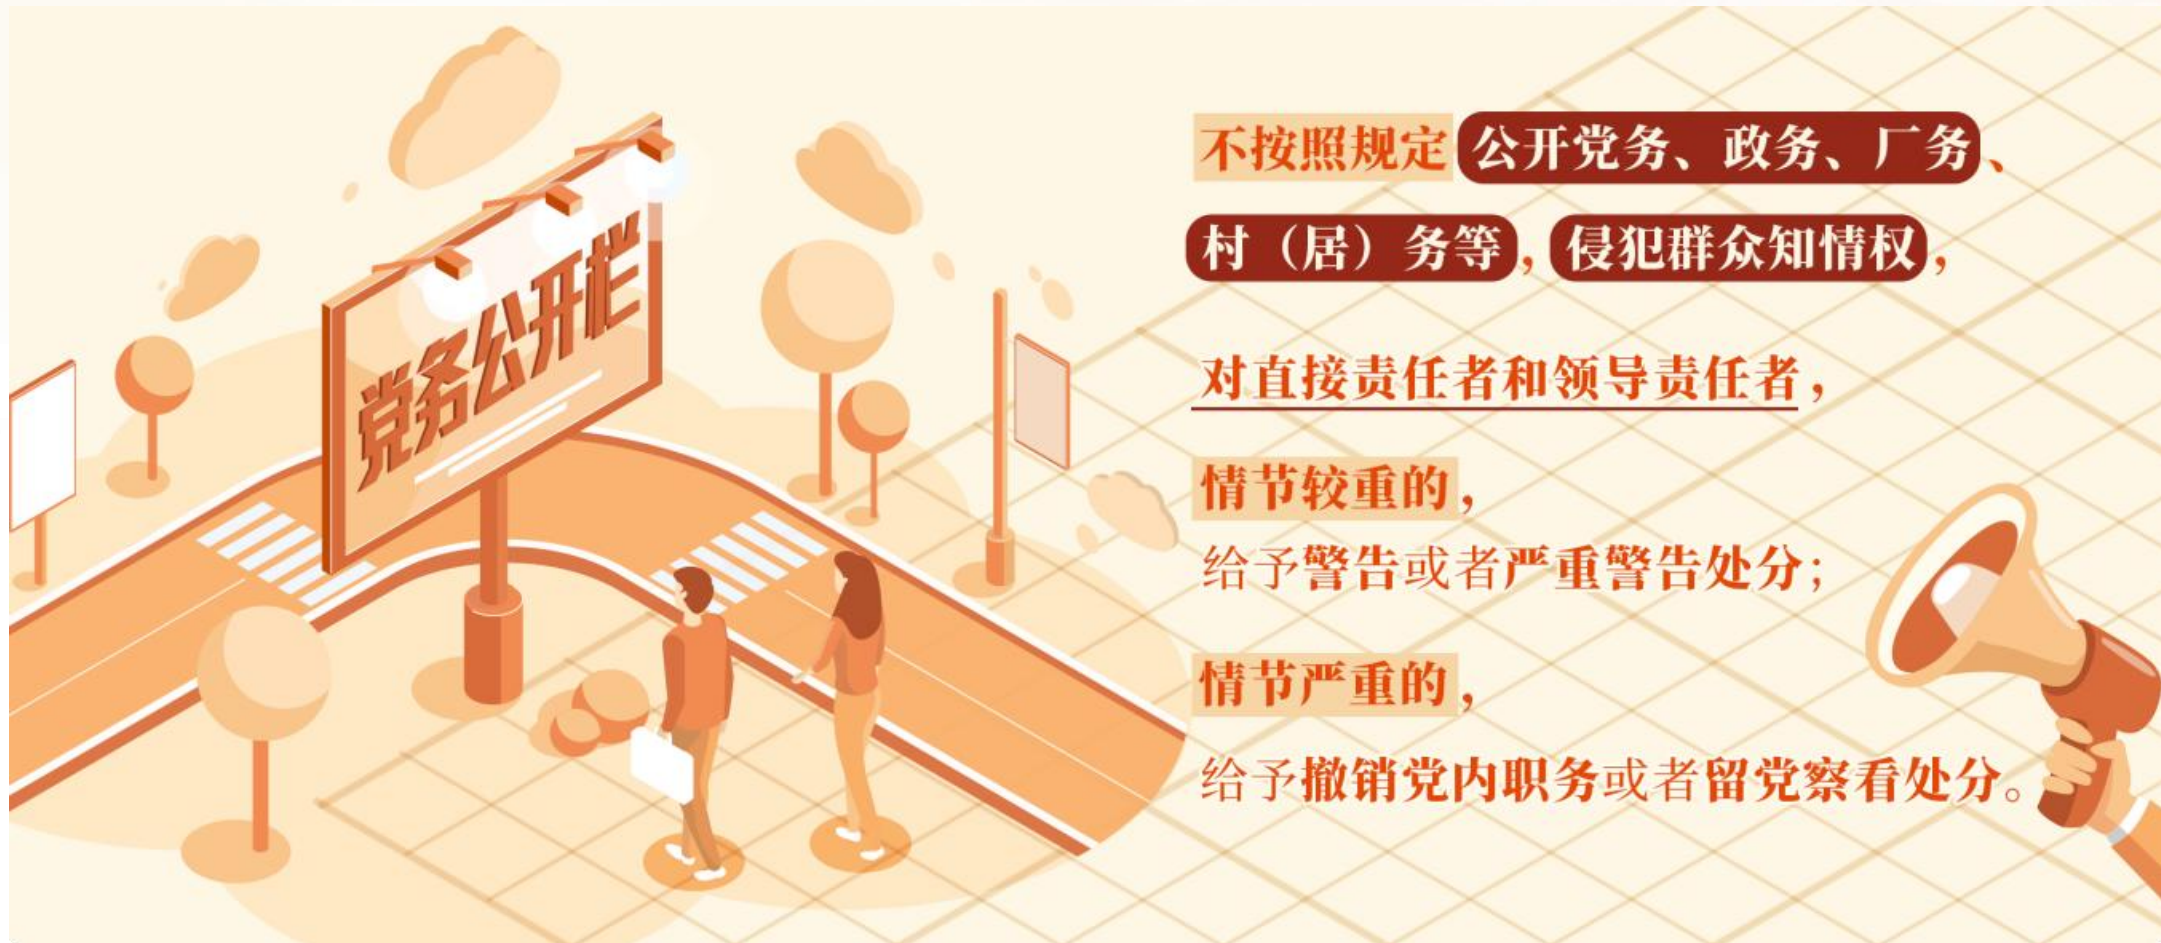 党务公开栏
不按照规定公开党务、政务、厂务、
村（居）务等，侵犯群众知情权，
对直接责任者和领导责任者，
情节较重的，
给予警告或者严重警告处分；
情节严重的，
给予撤销党内职务或者留党察看处分。